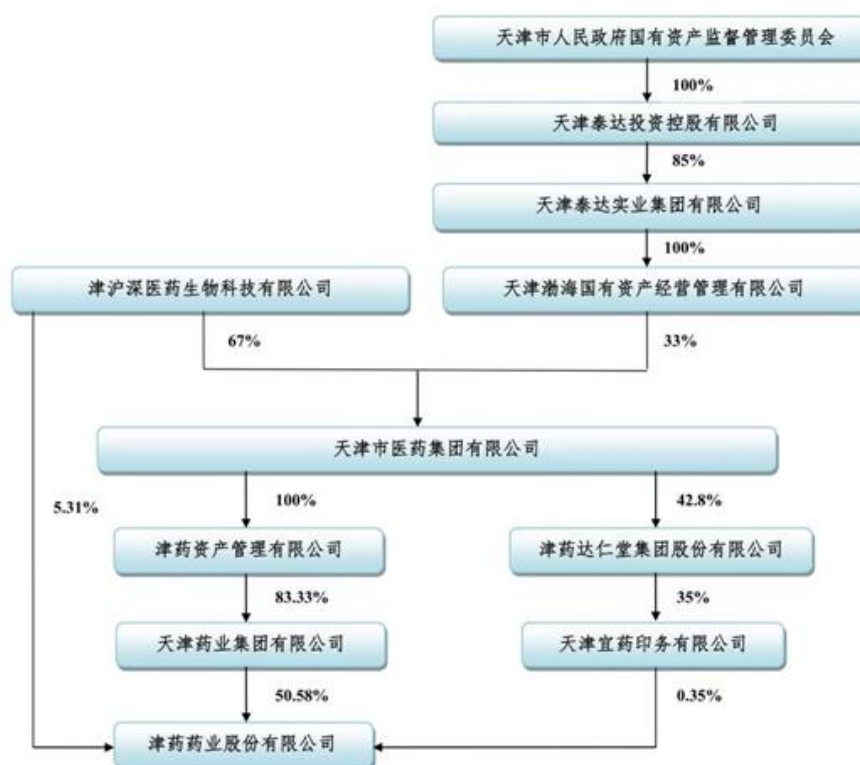 天津市人民政府国有资产监督管理委员会
100%
天津泰达投资控股有限公司
85%
天津泰达实业集团有限公司
100%
津沪深医药生物科技有限公司
天津渤海国有资产经营管理有限公司
67%
33%
天津市医药集团有限公司
5.31%
100%
42.8%
津药资产管理有限公司
津药达仁堂集团股份有限公司
83.33%
35%
天津药业集团有限公司
天津宜药印务有限公司
50.58%
0.35%
津药药业股份有限公司